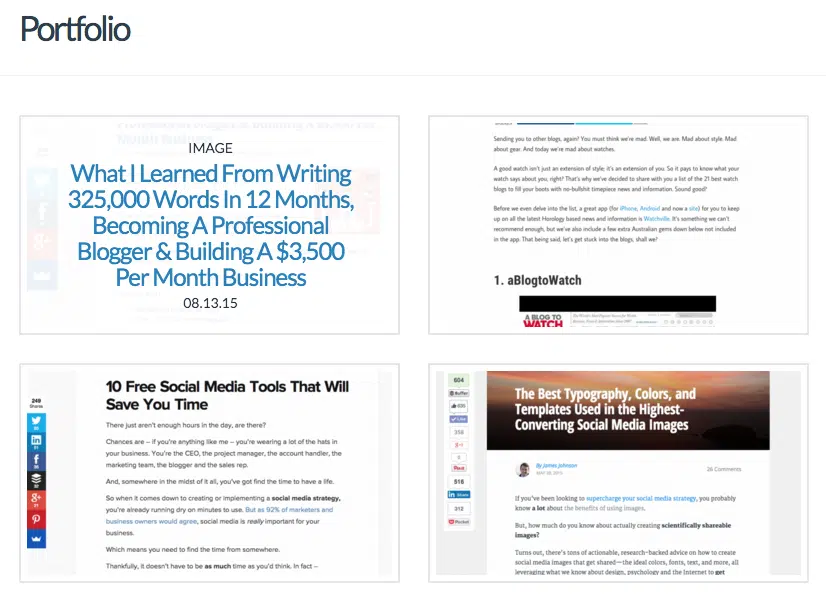 Portfolio
IMAGE
What I Learned From Writing
325,000 Words In 12 Months,
Becoming A Professional
Blogger & Building A $3,500
Per Month Business
08.13.15
Sending you to other blogs, again? You must think we're mad. Well, we are. Mad about style. Mad
about gear. And today we're mad about watches.
A good watch isn't just an extension of style; it's an extension of you. So it pays to know what your
watch says about you, right? That's why we've decided to share with you a list of the 21 best watch
blogs to fill your boots with no-bullshit timepiece news and information. Sound good?
Before we even delve into the list, a great app (for iPhone, Android and now a site) for you to keep
up on all the latest Horology based news and information is Watchville. It's something we can't
recommend enough, but we've also include a few extra Australian gems down below not included
in the app. That being said, let's get stuck into the blogs, shall we?
1. aBlogtoWatch
A BLOG TO
WATCH
249
Shares
10 Free Social Media Tools That Will
Save You Time
There just aren't enough hours in the day, are there?
Chances are – if you're anything like me – you're wearing a lot of the hats in
your business. You're the CEO, the project manager, the account handler, the
marketing team, the blogger and the sales rep.
And, somewhere in the midst of it all, you've got find the time to have a life.
So when it comes down to creating or implementing a social media strategy,
you're already running dry on minutes to use. But as 92% of marketers and
business owners would agree, social media is really important for your
business.
Which means you need to find the time from somewhere.
Thankfully, it doesn't have to be as much time as you'd think. In fact –
604
Buffer
Like
358
0
Pin it
516
Share
312
Pocket
The Best Typography, Colors, and
Templates Used in the Highest-
Converting Social Media Images
By James Johnson
26 Comments
If you've been looking to supercharge your social media strategy, you probably
know a lot about the benefits of using images.
But, how much do you know about actually creating scientifically shareable
images?
Turns out, there's tons of actionable, research-backed advice on how to create
social media images that get shared—the ideal colors, fonts, text, and more, all
leveraging what we know about design, psychology and the Internet to get